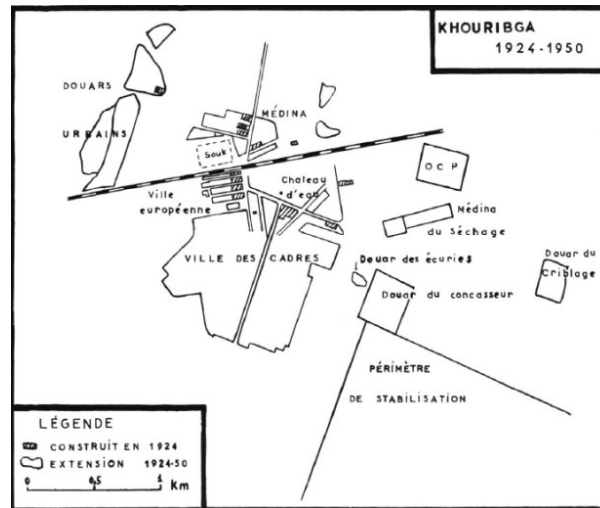 KHOURIBGA
1924-1950
DOUARS
URBAINS
MÉDINA
Souk
OCP
Chateau
d'eau
Ville
européenne
Médina
du Séchage
VILLE DES CADRES
Douar des écuries
Douar du
Criblage
Douar du concasseur
PÉRIMÈTRE
DE STABILISATION
LÉGENDE
CONSTRUIT EN 1924
EXTENSION 1924-50
0 0,5 1 km